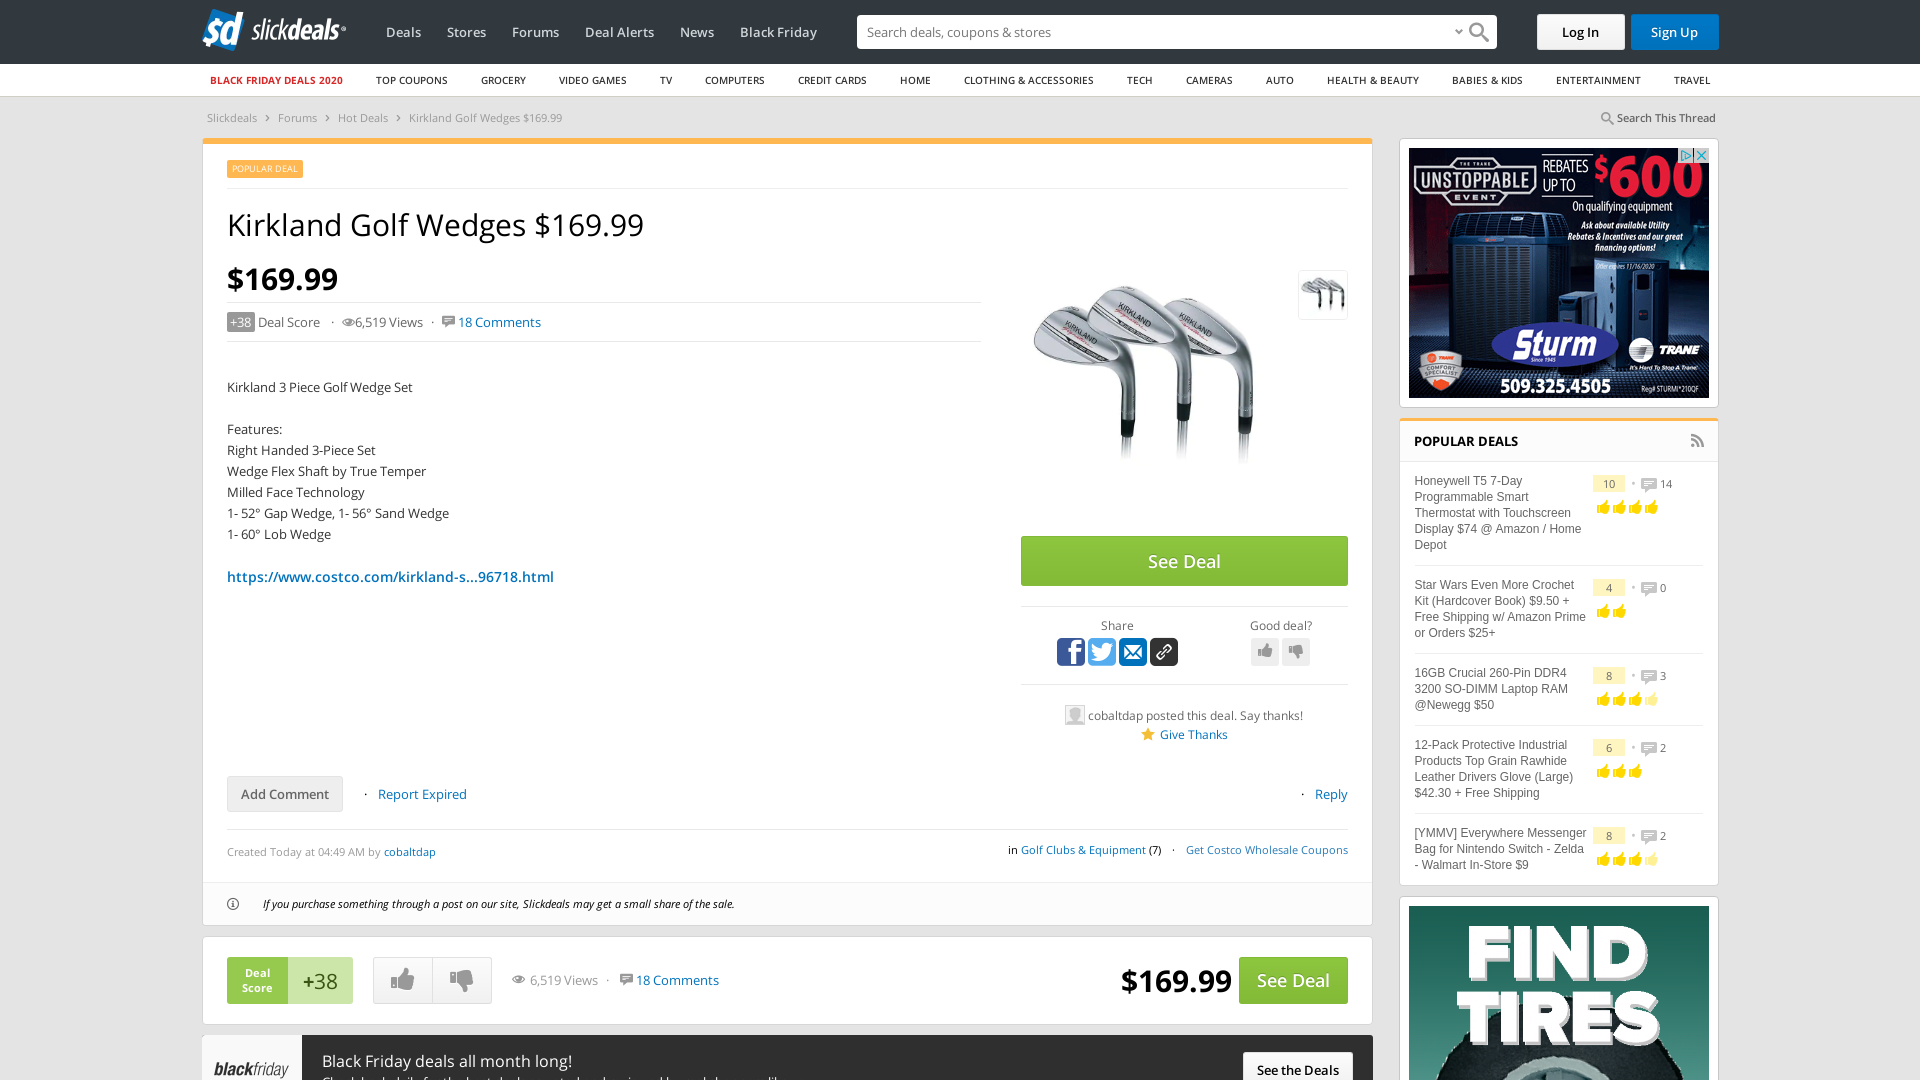 slickdeals
Deals
Stores
Forums
Deal Alerts
News
Black Friday
Search deals, coupons & stores
Log In
Sign Up
BLACK FRIDAY DEALS 2020
TOP COUPONS
GROCERY
VIDEO GAMES
TV
COMPUTERS
CREDIT CARDS
HOME
CLOTHING & ACCESSORIES
TECH
CAMERAS
AUTO
HEALTH & BEAUTY
BABIES & KIDS
ENTERTAINMENT
TRAVEL
Slickdeals > Forums > Hot Deals > Kirkland Golf Wedges $169.99
Search This Thread
POPULAR DEAL
Kirkland Golf Wedges $169.99
$169.99
+38 Deal Score · 6,519 Views · 18 Comments
Kirkland 3 Piece Golf Wedge Set
Features:
Right Handed 3-Piece Set
Wedge Flex Shaft by True Temper
Milled Face Technology
1- 52° Gap Wedge, 1- 56° Sand Wedge
1- 60° Lob Wedge
https://www.costco.com/kirkland-s...96718.html
KIRKLAND
KIRKLAND
KIRKLAND
See Deal
Share
Good deal?
cobaltdap posted this deal. Say thanks!
Give Thanks
Add Comment
· Report Expired
· Reply
Created Today at 04:49 AM by cobaltdap
in Golf Clubs & Equipment (7) · Get Costco Wholesale Coupons
If you purchase something through a post on our site, Slickdeals may get a small share of the sale.
Deal
Score
+38
6,519 Views · 18 Comments
$169.99
See Deal
blackfriday
Black Friday deals all month long!
See the Deals
THE TRANE
UNSTOPPABLE
EVENT
REBATES
UP TO
$600
On qualifying equipment
Ask about available Utility
Rebates & Incentives and our great
financing options!
Offer expires 11/16/2020
Sturm
Since 1945
TRANE
It's Hard To Stop A Trane.
TRANE
COMFORT
SPECIALIST
509.325.4505
Reg# STURMI*210QF
POPULAR DEALS
Honeywell T5 7-Day
Programmable Smart
Thermostat with Touchscreen
Display $74 @ Amazon / Home
Depot
10 • 14
Star Wars Even More Crochet
Kit (Hardcover Book) $9.50 +
Free Shipping w/ Amazon Prime
or Orders $25+
4 • 0
16GB Crucial 260-Pin DDR4
3200 SO-DIMM Laptop RAM
@Newegg $50
8 • 3
12-Pack Protective Industrial
Products Top Grain Rawhide
Leather Drivers Glove (Large)
$42.30 + Free Shipping
6 • 2
[YMMV] Everywhere Messenger
Bag for Nintendo Switch - Zelda
- Walmart In-Store $9
8 • 2
FIND
TIRES